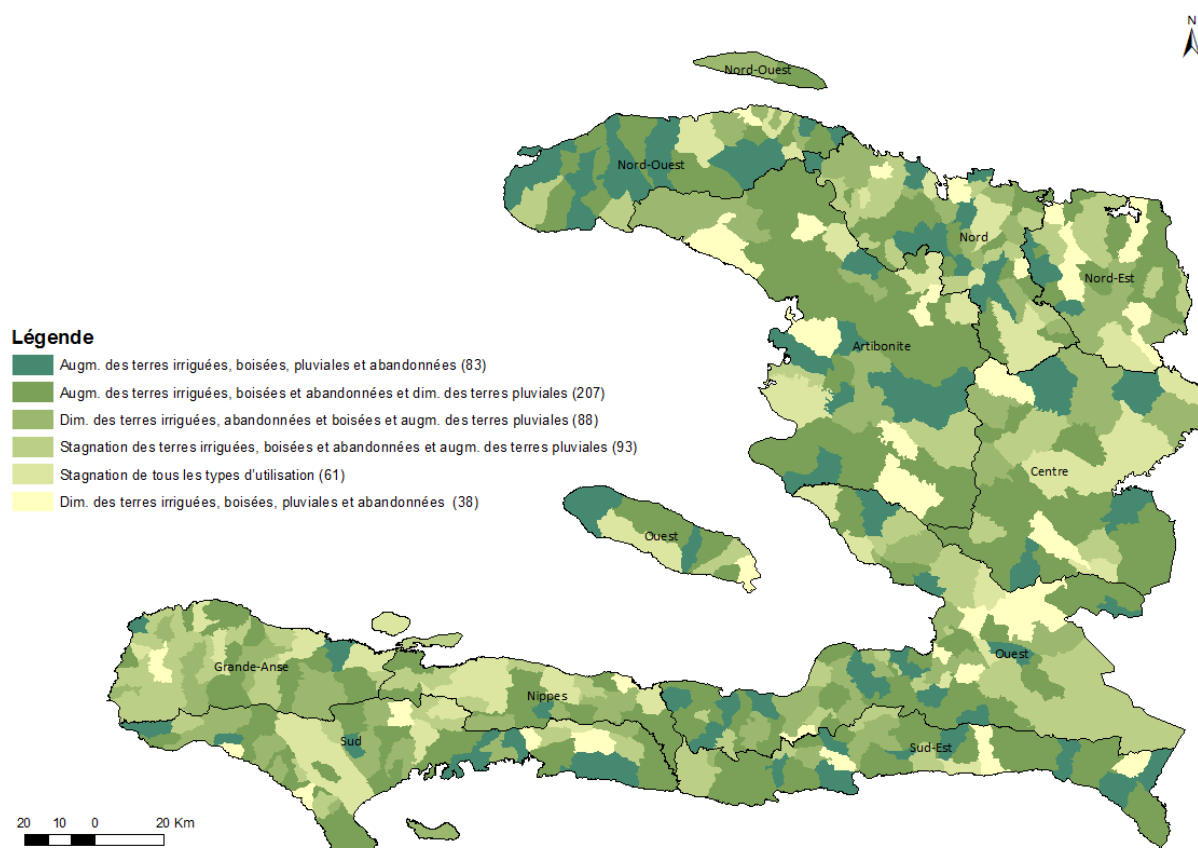 N
Nord-Ouest
Nord-Ouest
Nord
Nord-Est
Artibonite
Centre
Ouest
Ouest
Grande-Anse
Nippes
Sud
Sud-Est
Légende
Augm. des terres irriguées, boisées, pluviales et abandonnées (83)
Augm. des terres irriguées, boisées et abandonnées et dim. des terres pluviales (207)
Dim. des terres irriguées, abandonnées et boisées et augm. des terres pluviales (88)
Stagnation des terres irriguées, boisées et abandonnées et augm. des terres pluviales (93)
Stagnation de tous les types d'utilisation (61)
Dim. des terres irriguées, boisées, pluviales et abandonnées (38)
20 10 0 20 Km